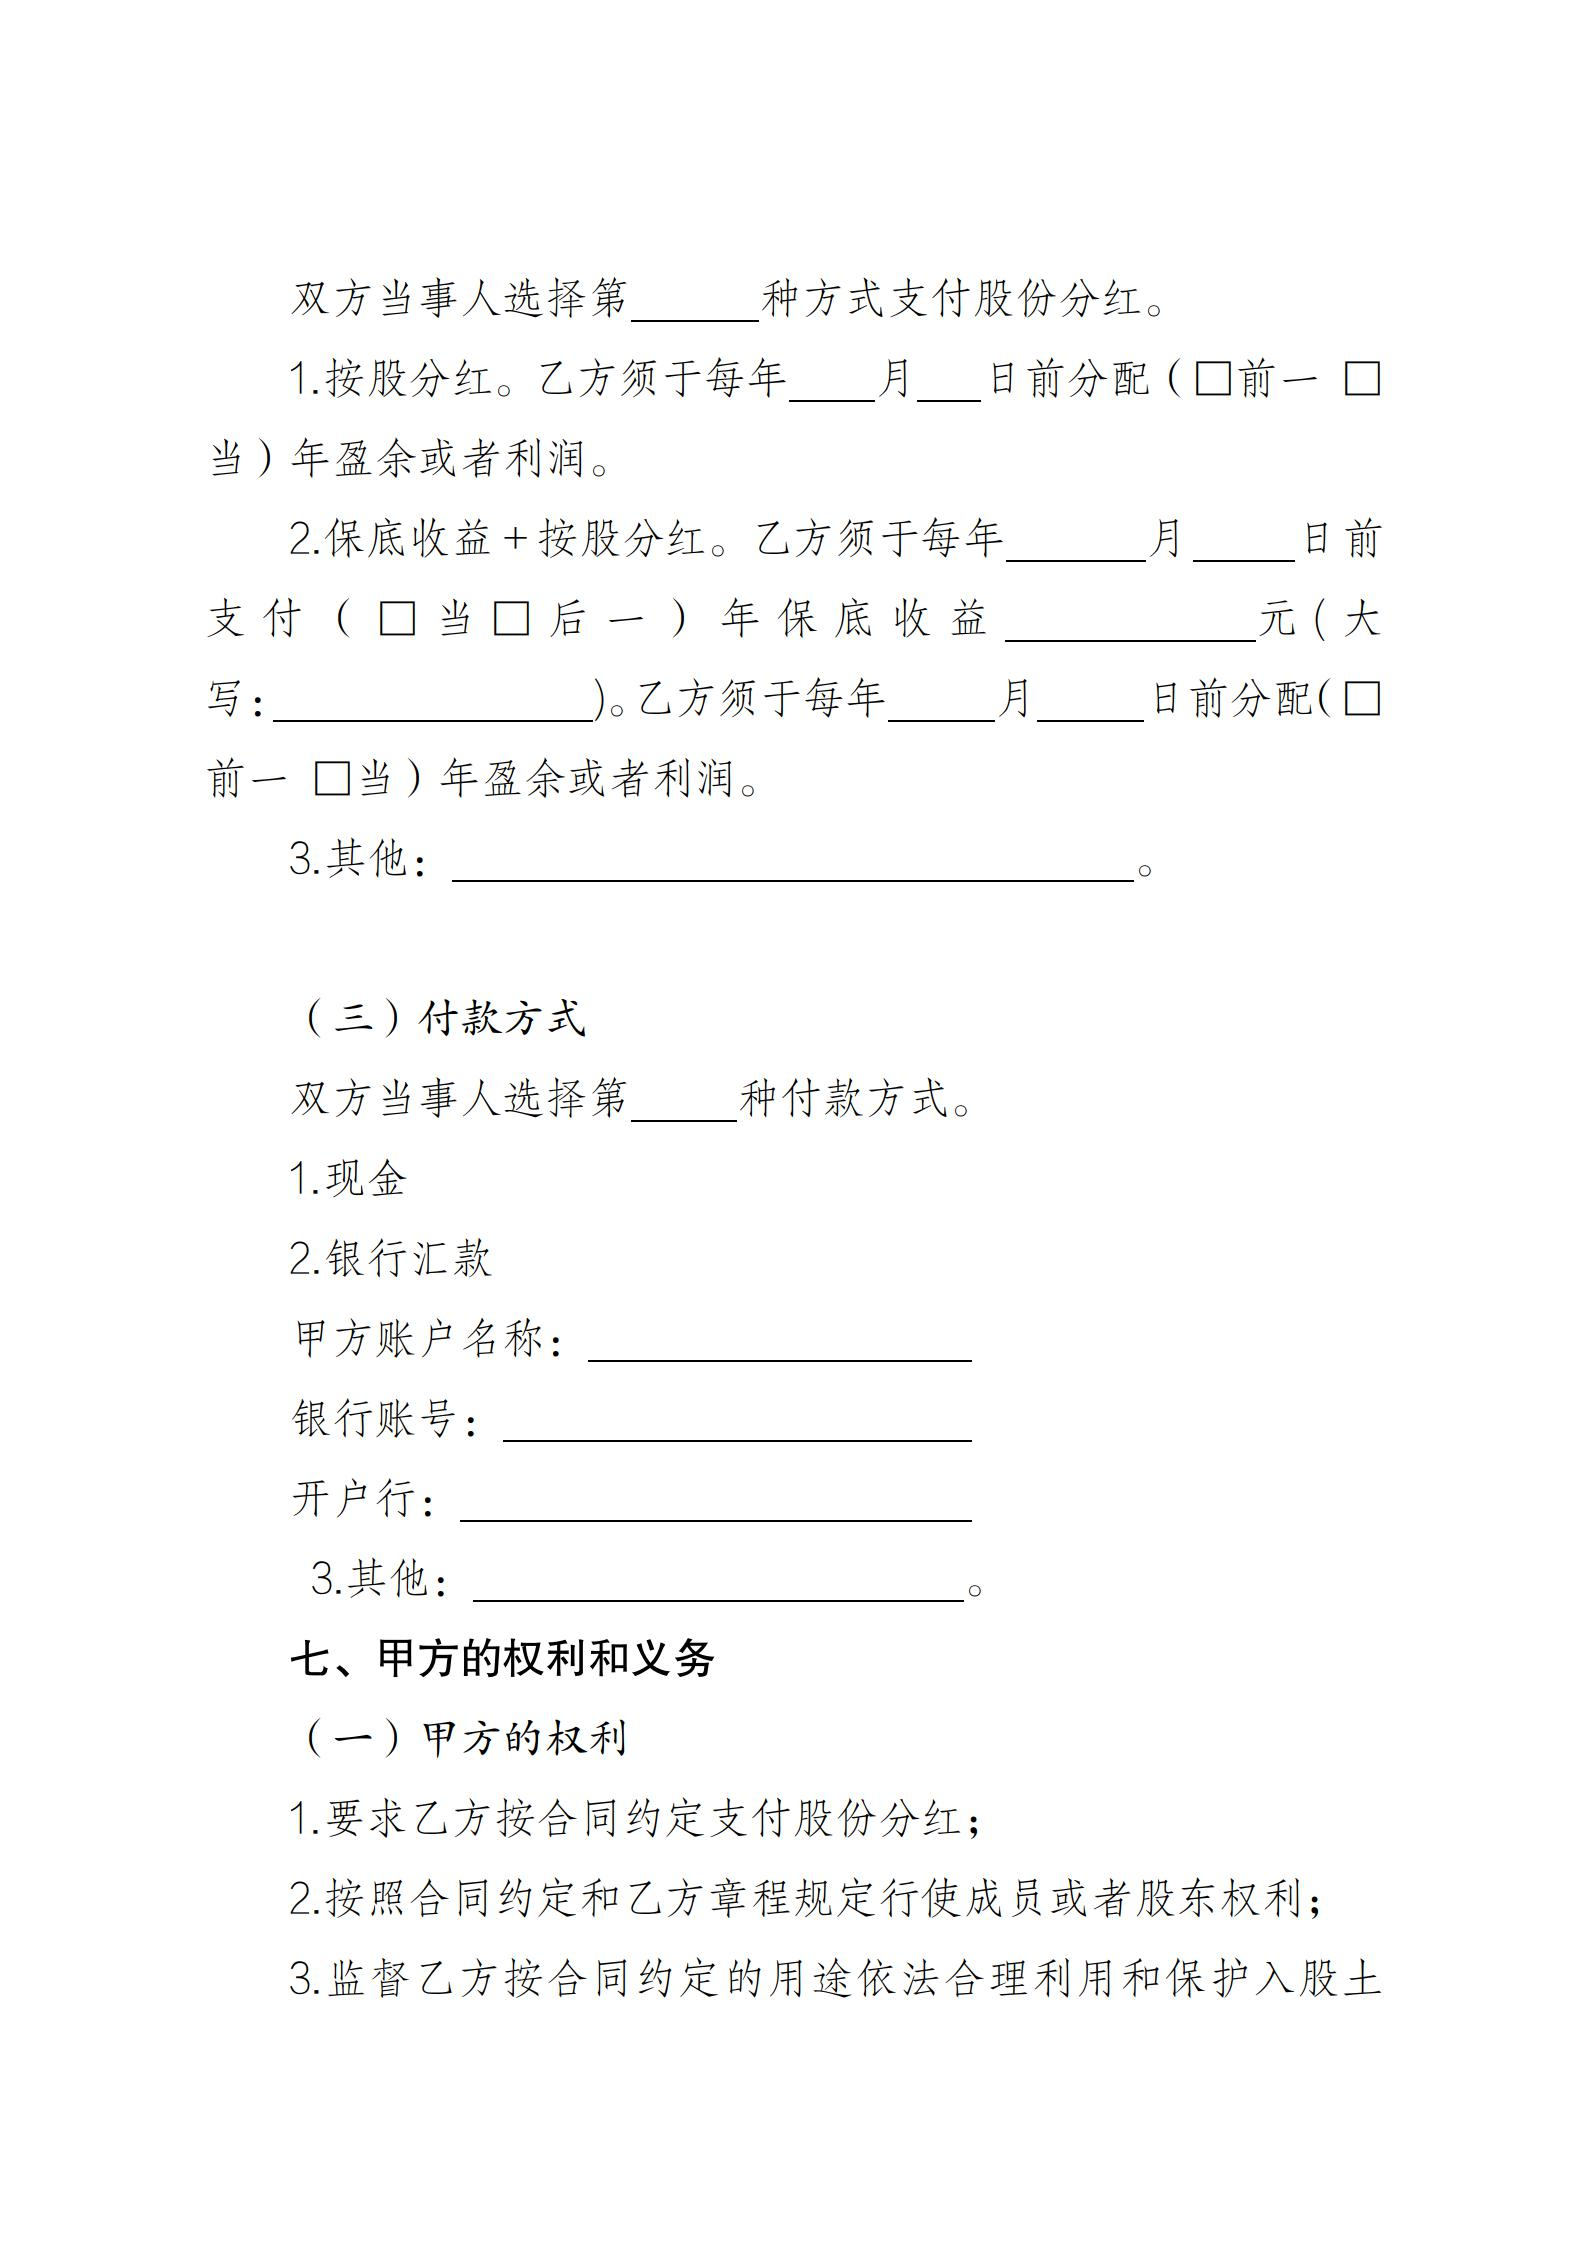 双方当事人选择第______种方式支付股份分红。
1.按股分红。乙方须于每年____月___日前分配（□前一 □
当）年盈余或者利润。
2.保底收益+按股分红。乙方须于每年______月_____日前
支付（□当□后一）年保底收益____________元(大
写:_______________)。乙方须于每年_____月_____日前分配(□
前一 □当）年盈余或者利润。
3.其他：________________________________。
（三）付款方式
双方当事人选择第_____种付款方式。
1.现金
2.银行汇款
甲方账户名称：__________________
银行账号：______________________
开户行：________________________
3.其他：_______________________。
七、甲方的权利和义务
（一）甲方的权利
1.要求乙方按合同约定支付股份分红；
2.按照合同约定和乙方章程规定行使成员或者股东权利；
3.监督乙方按合同约定的用途依法合理利用和保护入股土